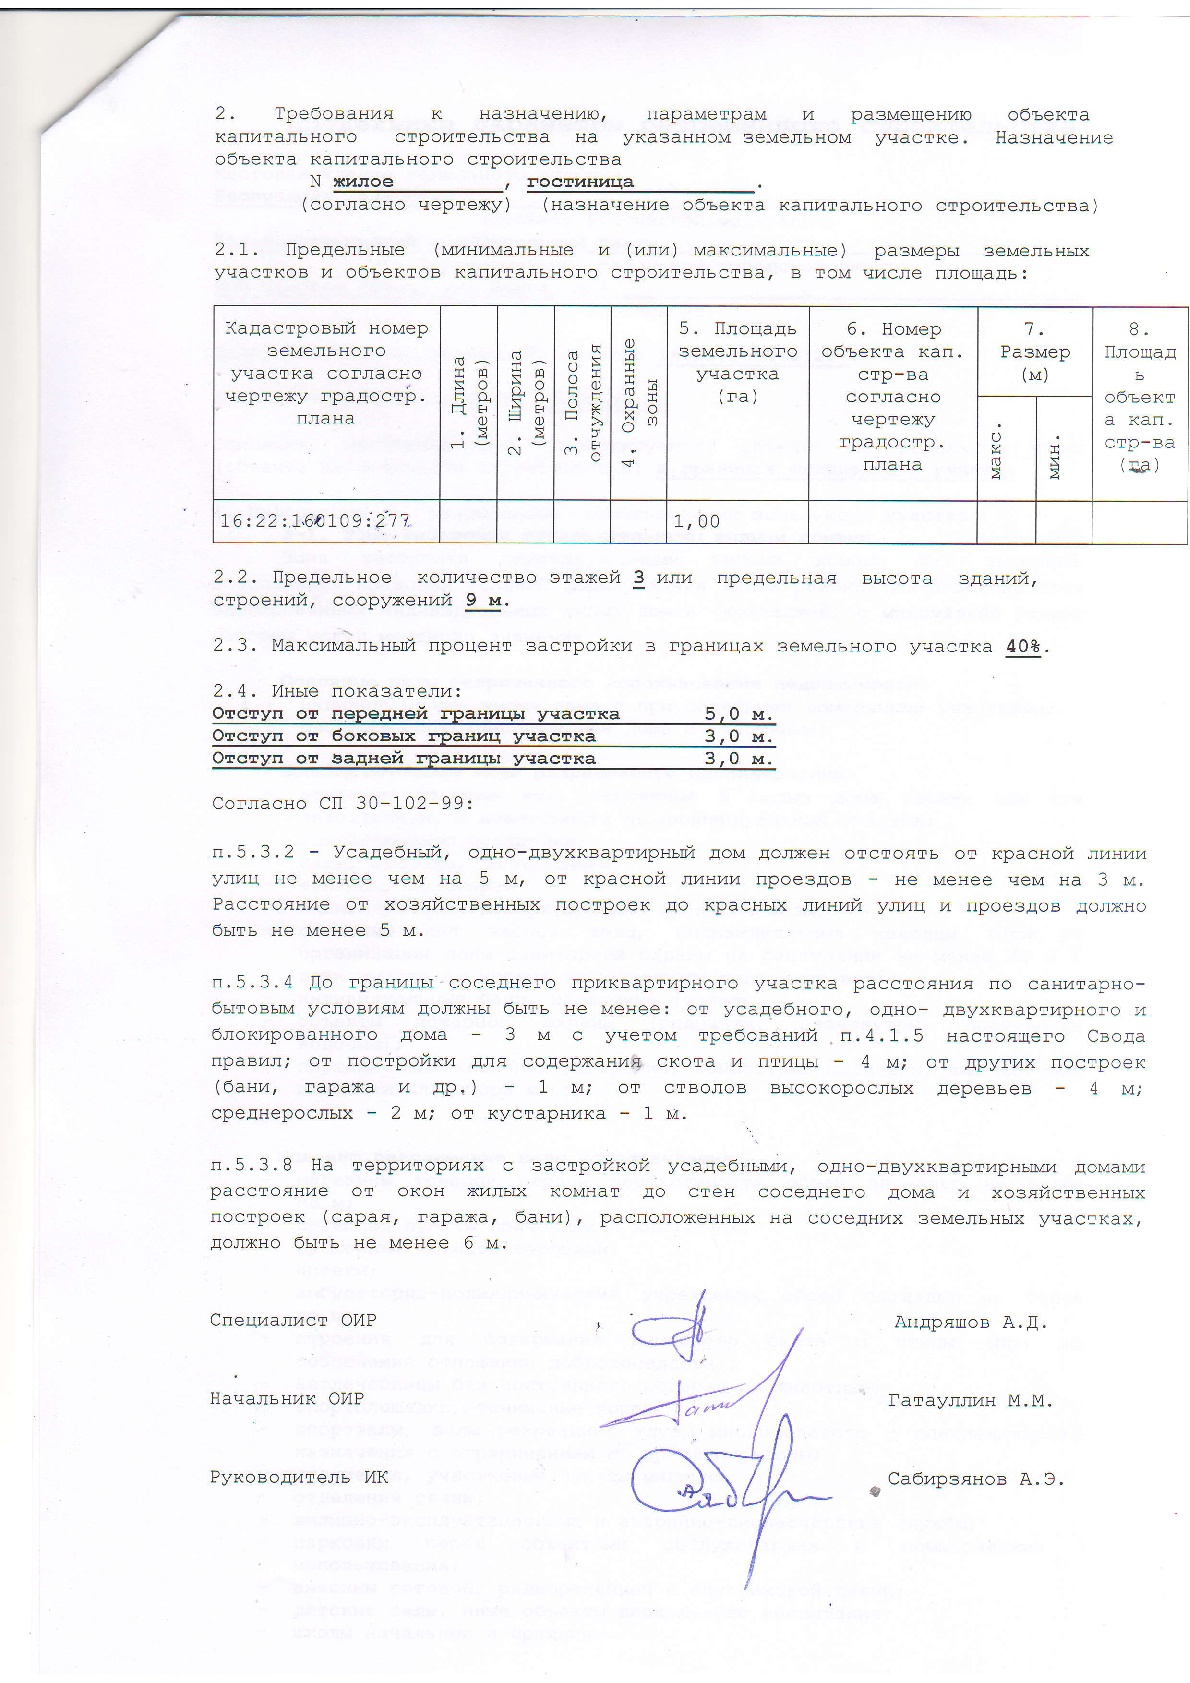 2. Требования к назначению, параметрам и размещению объекта
капитального строительства на указанном земельном участке. Назначение
объекта капитального строительства
N жилое , гостиница .
(согласно чертежу) (назначение объекта капитального строительства)
2.1. Предельные (минимальные и (или) максимальные) размеры земельных
участков и объектов капитального строительства, в том числе площадь:
Кадастровый номер
земельного
участка согласно
чертежу градостр.
плана
1. Длина
(метров)
2. Ширина
(метров)
3. Полоса
отчуждения
4. Охранные
зоны
5. Площадь
земельного
участка
(га)
6. Номер
объекта кап.
стр-ва
согласно
чертежу
градостр.
плана
7.
Размер
(м)
макс.
мин.
8.
Площад
ь
объект
а кап.
стр-ва
(га)
16:22:160109:277
1,00
2.2. Предельное количество этажей 3 или предельная высота зданий,
строений, сооружений 9 м.
2.3. Максимальный процент застройки в границах земельного участка 40%.
2.4. Иные показатели:
Отступ от передней границы участка 5,0 м.
Отступ от боковых границ участка 3,0 м.
Отступ от задней границы участка 3,0 м.
Согласно СП 30-102-99:
п.5.3.2 - Усадебный, одно-двухквартирный дом должен отстоять от красной линии
улиц не менее чем на 5 м, от красной линии проездов - не менее чем на 3 м.
Расстояние от хозяйственных построек до красных линий улиц и проездов должно
быть не менее 5 м.
п.5.3.4 До границы соседнего приквартирного участка расстояния по санитарно-
бытовым условиям должны быть не менее: от усадебного, одно- двухквартирного и
блокированного дома - 3 м с учетом требований п.4.1.5 настоящего Свода
правил; от постройки для содержания скота и птицы - 4 м; от других построек
(бани, гаража и др.) - 1 м; от стволов высокорослых деревьев - 4 м;
среднерослых - 2 м; от кустарника - 1 м.
п.5.3.8 На территориях с застройкой усадебными, одно-двухквартирными домами
расстояние от окон жилых комнат до стен соседнего дома и хозяйственных
построек (сарая, гаража, бани), расположенных на соседних земельных участках,
должно быть не менее 6 м.
Специалист ОИР Андряшов А.Д.
Начальник ОИР Гатауллин М.М.
Руководитель ИК Сабирзянов А.Э.